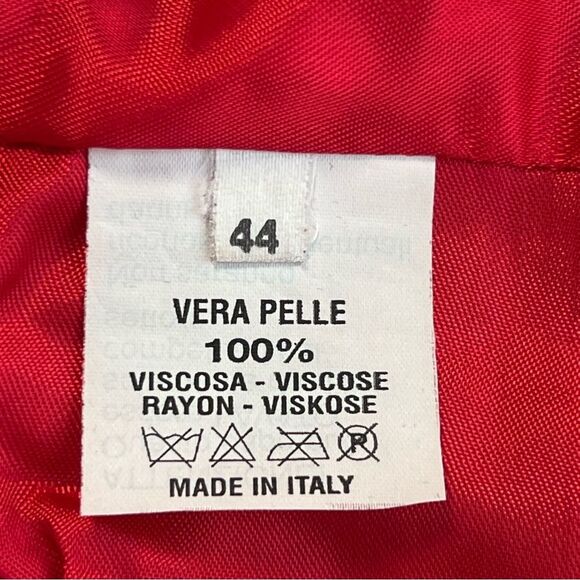 44
VERA PELLE
100%
VISCOSA - VISCOSE
RAYON - VISKOSE
P
MADE IN ITALY